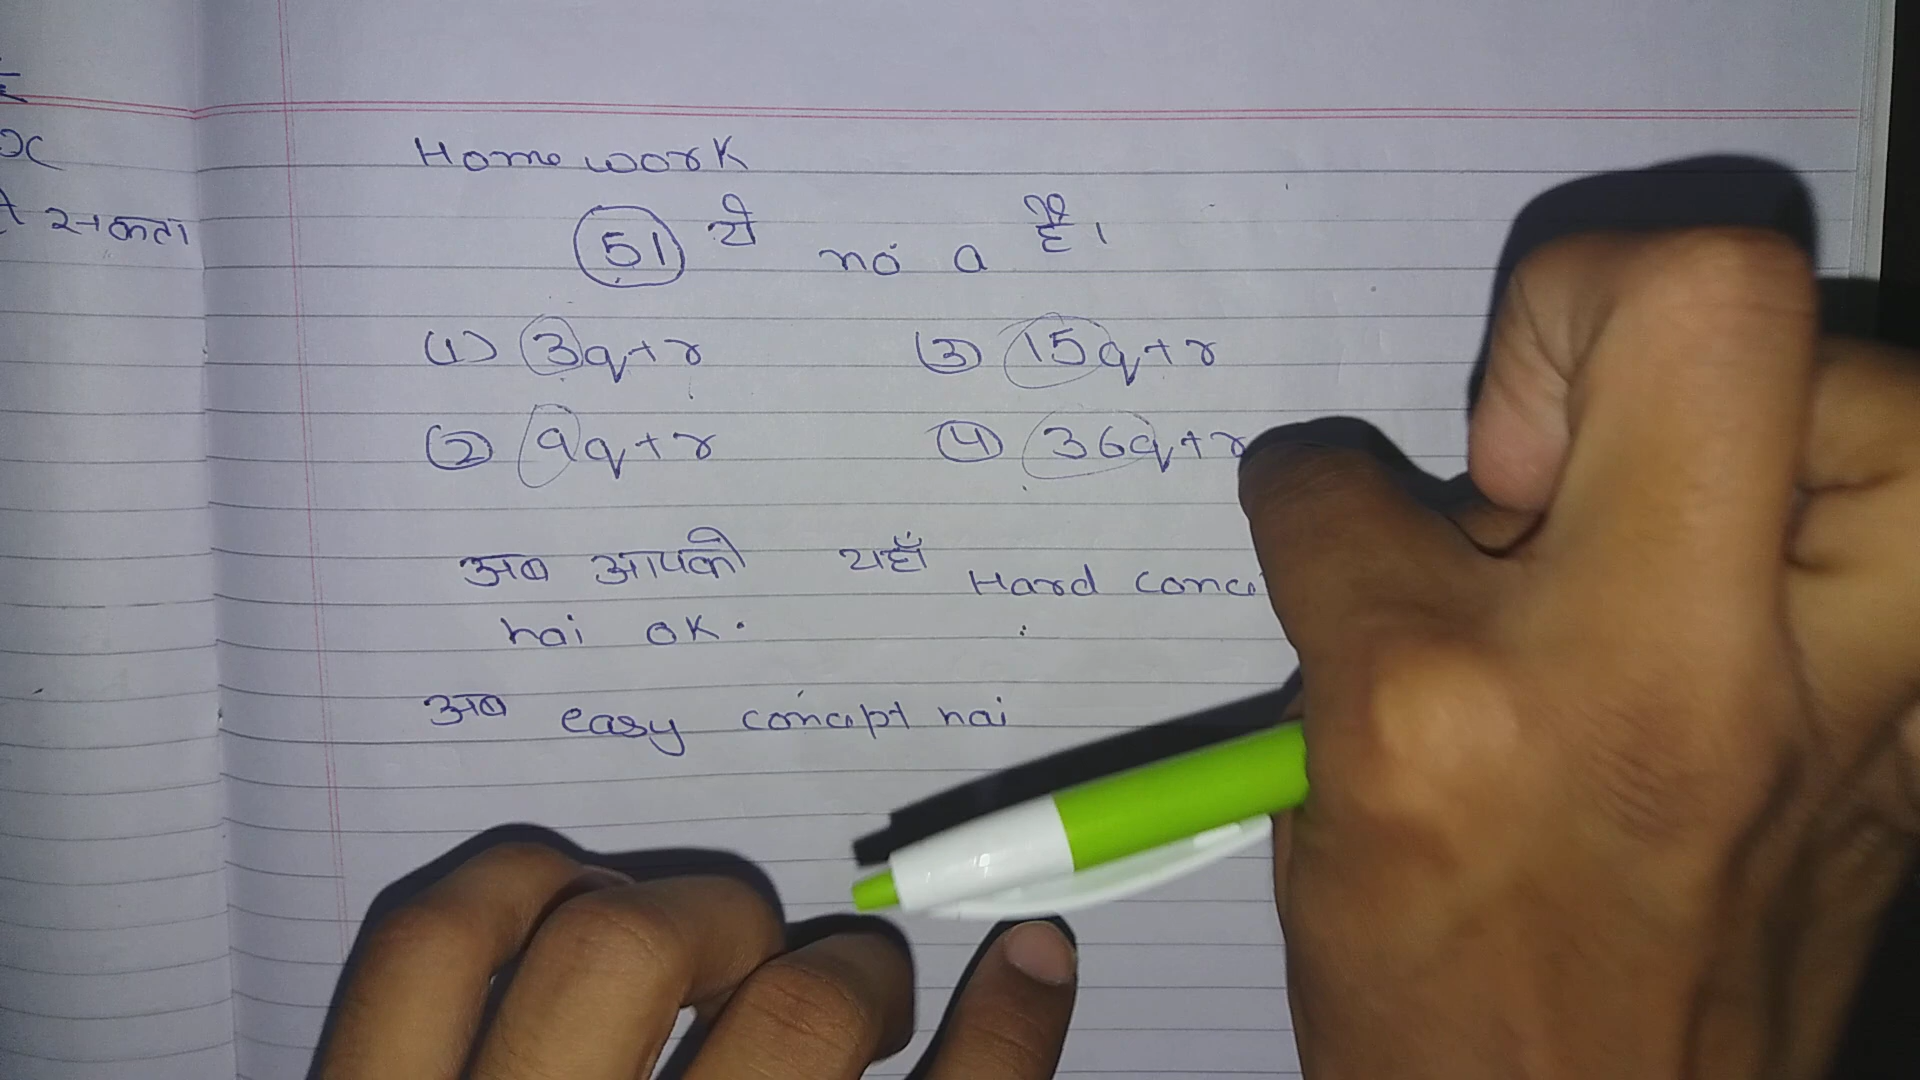 सकता
Home work
51 ये no a है।
(1) 3q+r (3) 15q+r
(2) 9q+r (4) 36q+r
अब आपकी यहाँ Hard
hai OK.
अब easy concept hai